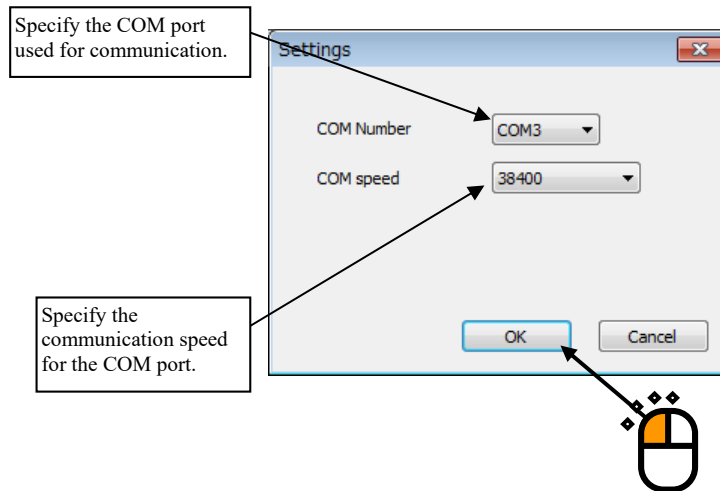 Specify the COM port
used for communication.
Settings
COM Number
COM3
COM speed
38400
Specify the
communication speed
for the COM port.
OK
Cancel